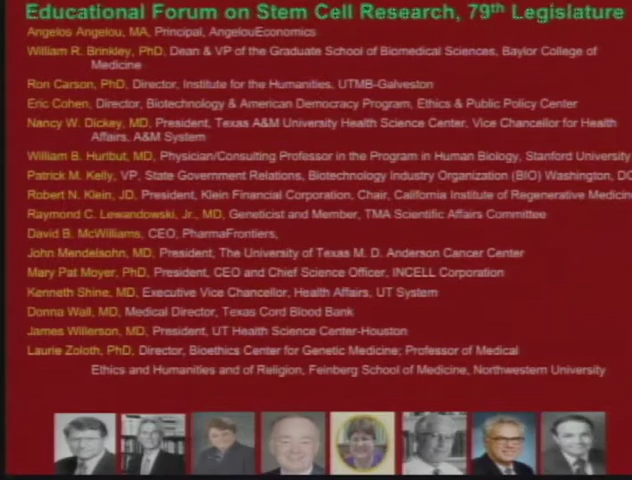 Educational Forum on Stem Cell Research, 79th Legislature
Angelos Angelou, MA, Principal, AngelouEconomics
William R. Brinkley, PhD, Dean & VP of the Graduate School of Biomedical Sciences, Baylor College of
Medicine
Ron Carson, PhD, Director, Institute for the Humanities, UTMB-Galveston
Eric Cohen, Director, Biotechnology & American Democracy Program, Ethics & Public Policy Center
Nancy W. Dickey, MD, President, Texas A&M University Health Science Center, Vice Chancellor for Health
Affairs, A&M System
William B. Hurlbut, MD, Physician/Consulting Professor in the Program in Human Biology, Stanford University
Patrick M. Kelly, VP, State Government Relations, Biotechnology Industry Organization (BIO) Washington, DC
Robert N. Klein, JD, President, Klein Financial Corporation, Chair, California Institute of Regenerative Medicine
Raymond C. Lewandowski, Jr., MD, Geneticist and Member, TMA Scientific Affairs Committee
David B. McWilliams, CEO, PharmaFrontiers,
John Mendelsohn, MD, President, The University of Texas M. D. Anderson Cancer Center
Mary Pat Moyer, PhD, President, CEO and Chief Science Officer, INCELL Corporation
Kenneth Shine, MD, Executive Vice Chancellor, Health Affairs, UT System
Donna Wall, MD, Medical Director, Texas Cord Blood Bank
James Willerson, MD, President, UT Health Science Center-Houston
Laurie Zoloth, PhD, Director, Bioethics Center for Genetic Medicine; Professor of Medical
Ethics and Humanities and of Religion, Feinberg School of Medicine, Northwestern University